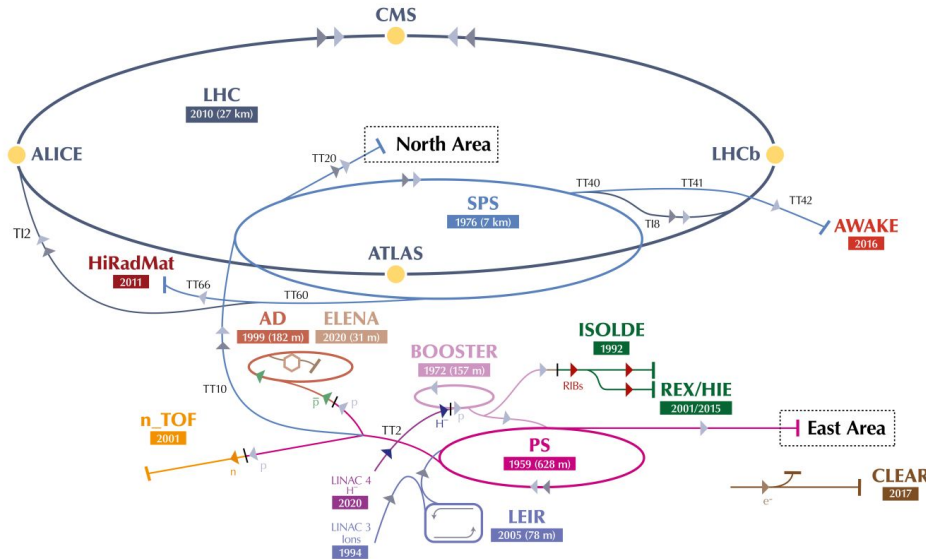 CMS
LHC
2010 (27 km)
ALICE
TT20
North Area
LHCb
SPS
1976 (7 km)
TT40
TT41
TI8
TT42
AWAKE
2016
TI2
ATLAS
HiRadMat
2011
TT66
TT60
AD
1999 (182 m)
ELENA
2020 (31 m)
ISOLDE
1992
BOOSTER
1972 (157 m)
RIBs
REX/HIE
2001/2015
TT10
p̅
p
H⁻
p
TT2
n_TOF
2001
n
p
East Area
PS
1959 (628 m)
LINAC 4
H⁻
2020
CLEAR
2017
e⁻
LINAC 3
Ions
1994
LEIR
2005 (78 m)